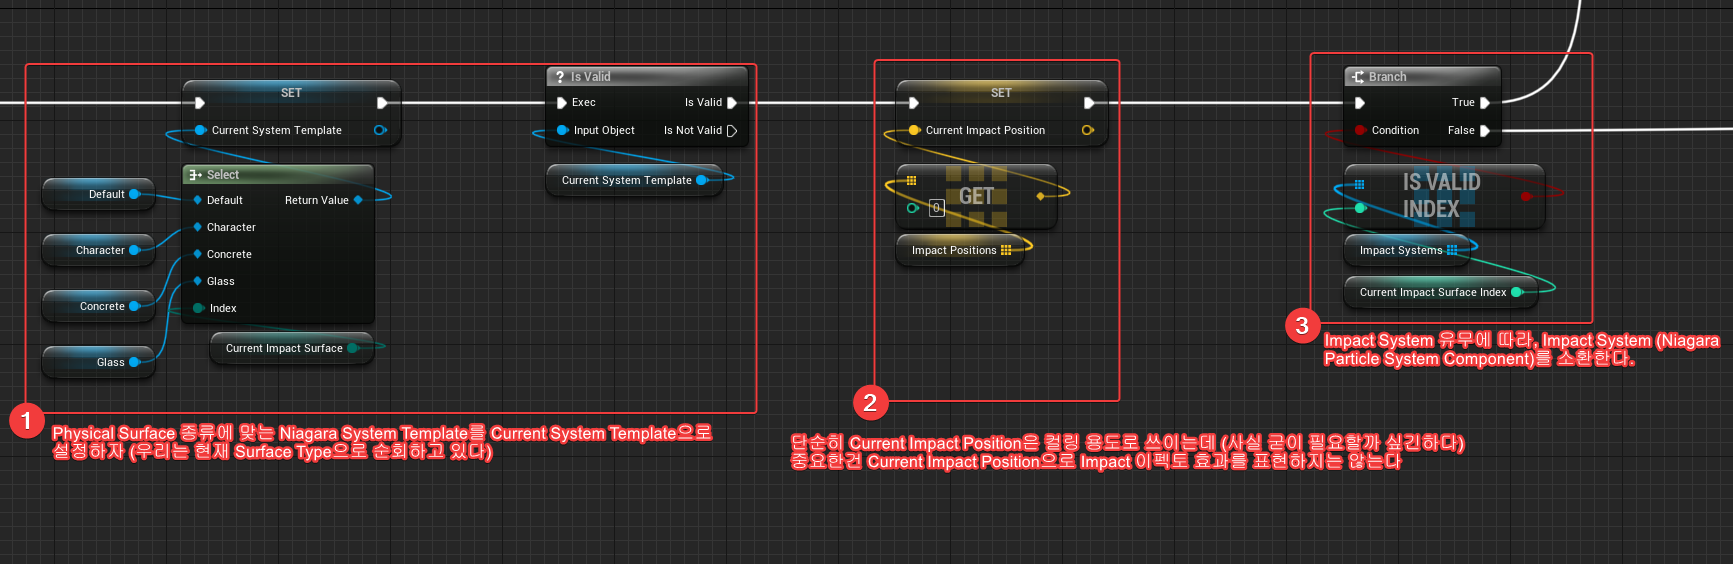 SET
Current System Template
Select
Default
Return Value
Character
Concrete
Glass
Index
Default
Character
Concrete
Glass
Current Impact Surface
? Is Valid
Exec
Is Valid
Input Object
Is Not Valid
Current System Template
1
Physical Surface 종류에 맞는 Niagara System Template를 Current System Template으로
설정하자 (우리는 현재 Surface Type으로 순회하고 있다)
SET
Current Impact Position
GET
0
Impact Positions
2
단순히 Current Impact Position은 컬링 용도로 쓰이는데 (사실 굳이 필요할까 싶긴하다)
중요한건 Current Impact Position으로 Impact 이펙토 효과를 표현하지는 않는다
Branch
True
Condition
False
IS VALID
INDEX
Impact Systems
Current Impact Surface Index
3
Impact System 유무에 따라, Impact System (Niagara
Particle System Component)를 소환한다.